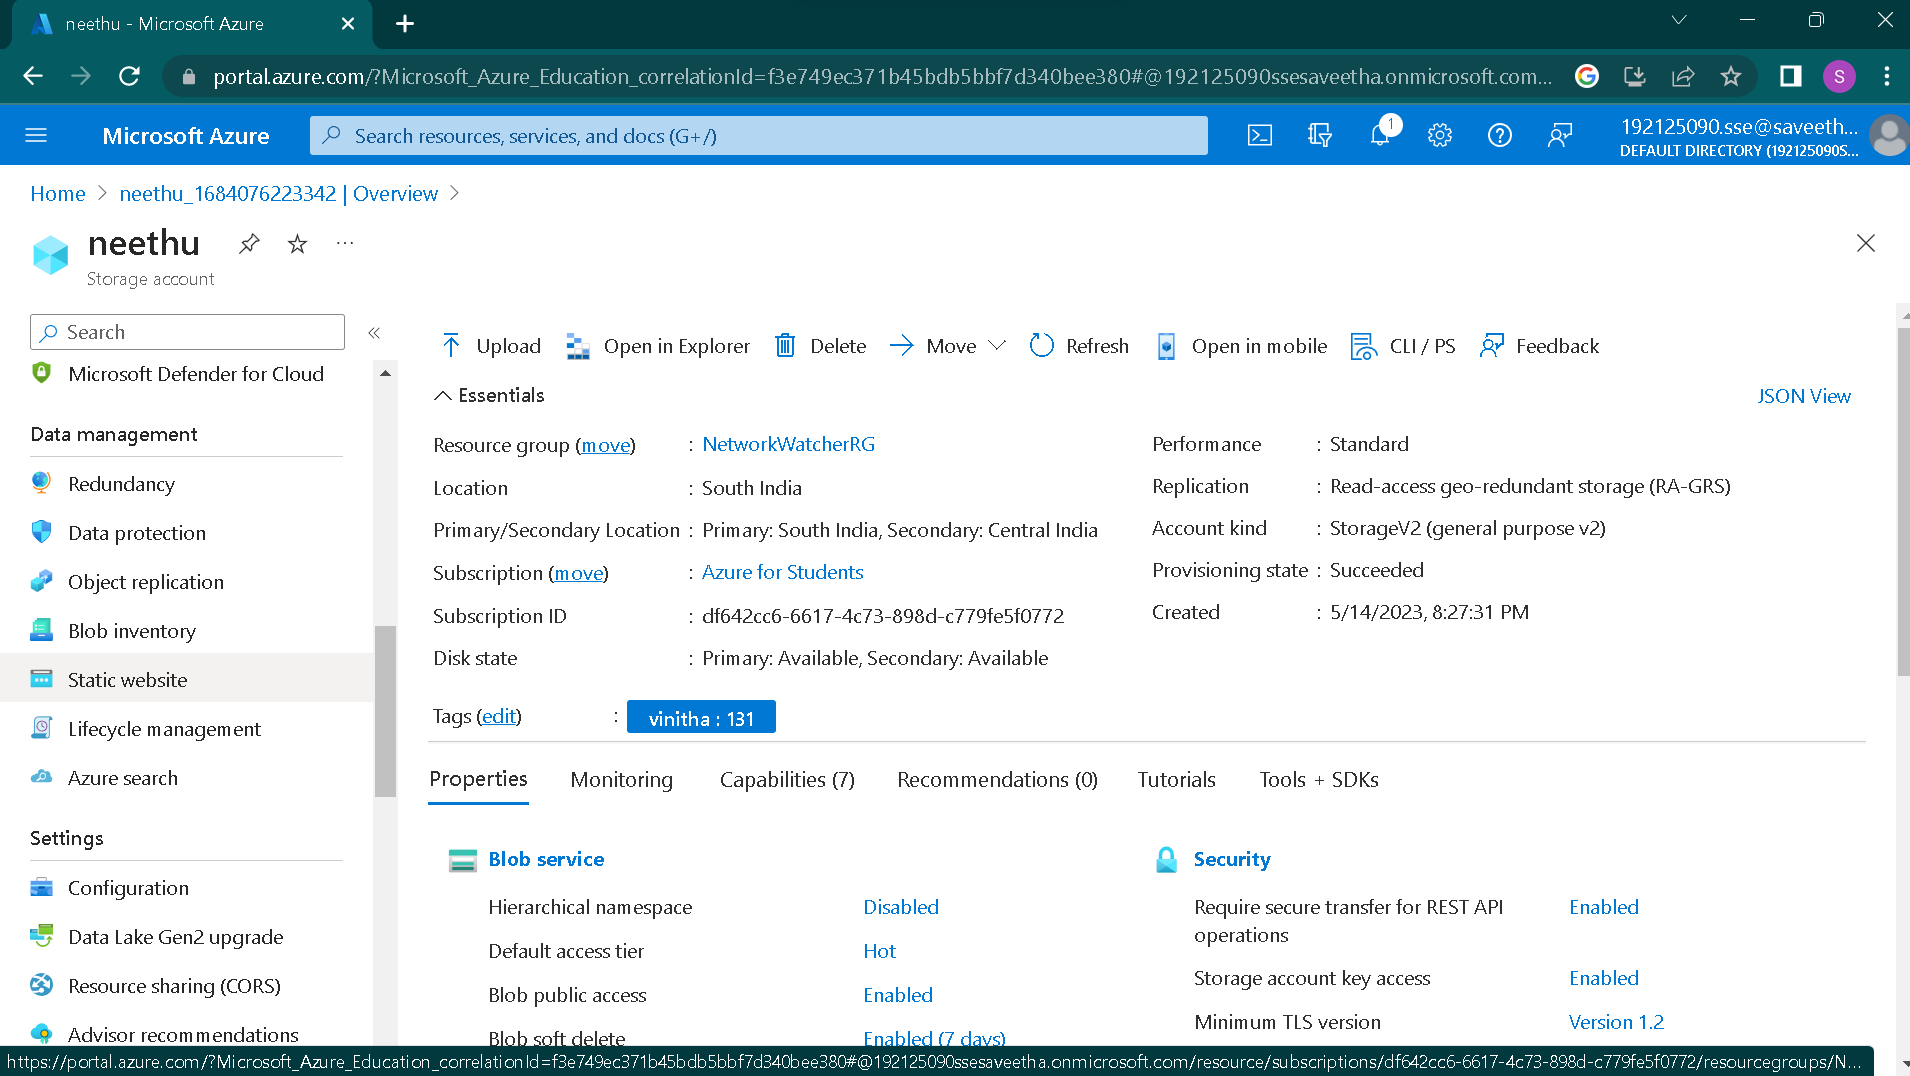 neethu - Microsoft Azure
portal.azure.com/?Microsoft_Azure_Education_correlationId=f3e749ec371b45bdb5bbf7d340bee380#@192125090ssesaveetha.onmicrosoft.com...
S
Microsoft Azure
Search resources, services, and docs (G+/)
1
192125090.sse@saveeth...
DEFAULT DIRECTORY (192125090S...
Home > neethu_1684076223342 | Overview >
neethu
Storage account
Search
Upload
Open in Explorer
Delete
Move
Refresh
Open in mobile
CLI / PS
Feedback
Microsoft Defender for Cloud
Data management
Redundancy
Data protection
Object replication
Blob inventory
Static website
Lifecycle management
Azure search
Settings
Configuration
Data Lake Gen2 upgrade
Resource sharing (CORS)
Advisor recommendations
Essentials
JSON View
Resource group (move) : NetworkWatcherRG
Location : South India
Primary/Secondary Location : Primary: South India, Secondary: Central India
Subscription (move) : Azure for Students
Subscription ID : df642cc6-6617-4c73-898d-c779fe5f0772
Disk state : Primary: Available, Secondary: Available
Performance : Standard
Replication : Read-access geo-redundant storage (RA-GRS)
Account kind : StorageV2 (general purpose v2)
Provisioning state : Succeeded
Created : 5/14/2023, 8:27:31 PM
Tags (edit) : vinitha : 131
Properties
Monitoring
Capabilities (7)
Recommendations (0)
Tutorials
Tools + SDKs
Blob service
Hierarchical namespace Disabled
Default access tier Hot
Blob public access Enabled
Blob soft delete Enabled (7 days)
Security
Require secure transfer for REST API operations Enabled
Storage account key access Enabled
Minimum TLS version Version 1.2
https://portal.azure.com/?Microsoft_Azure_Education_correlationId=f3e749ec371b45bdb5bbf7d340bee380#@192125090ssesaveetha.onmicrosoft.com/resource/subscriptions/df642cc6-6617-4c73-898d-c779fe5f0772/resourcegroups/N...